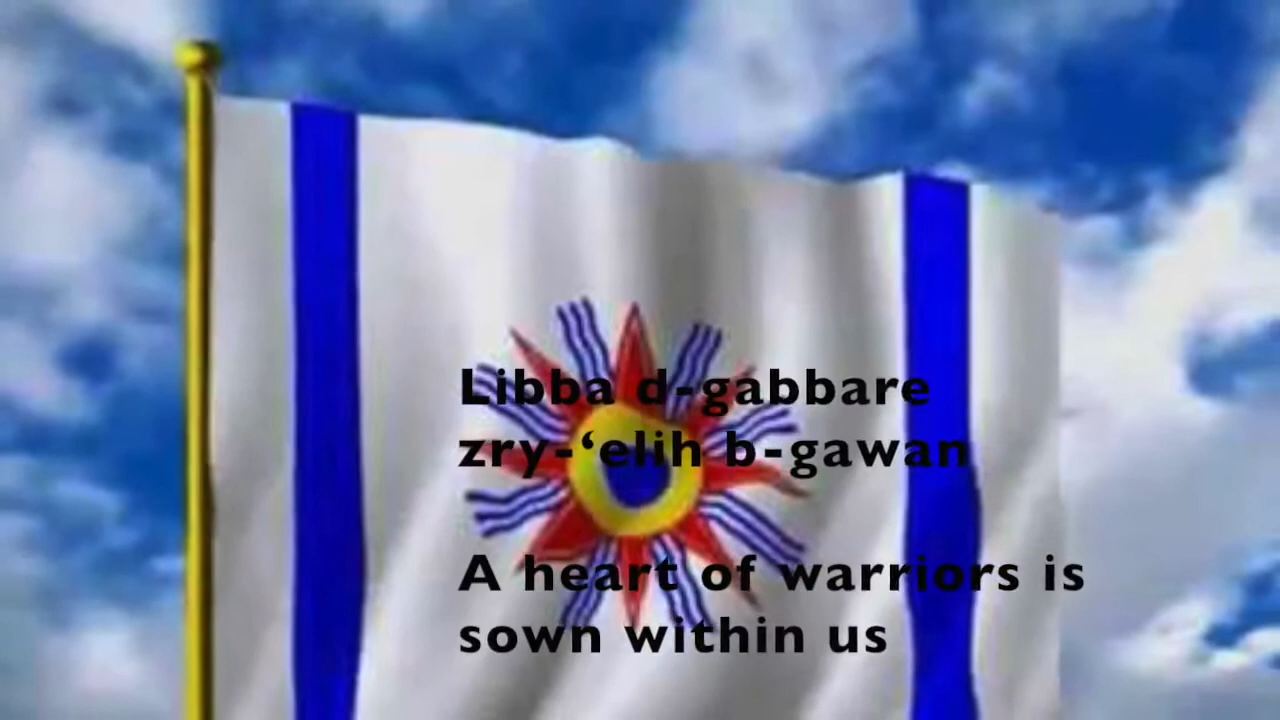 Libba d-gabbare
zry-‘elih b-gawan
A heart of warriors is
sown within us